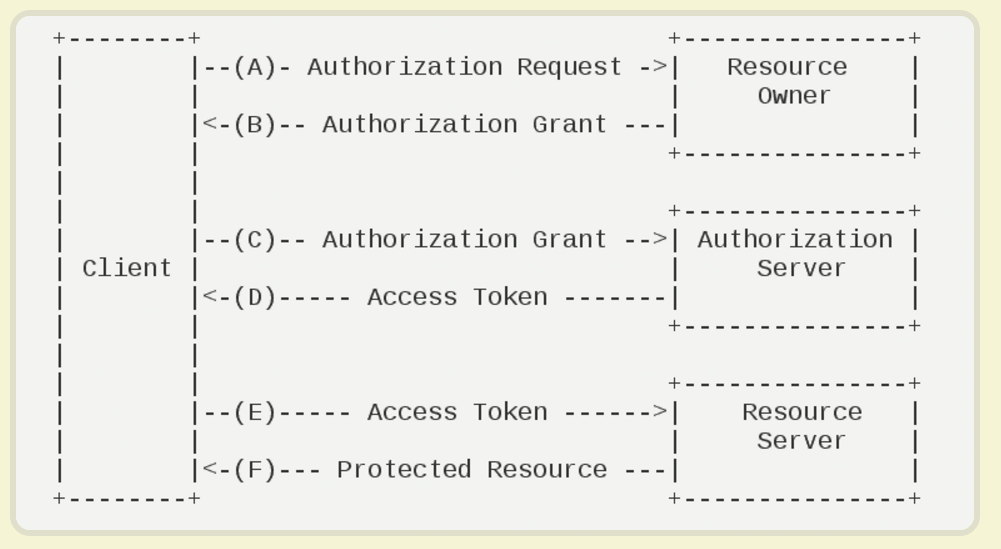 +--------+                               +---------------+
|        |--(A)- Authorization Request ->|   Resource    |
|        |                               |     Owner     |
|        |<-(B)-- Authorization Grant ---|               |
|        |                               +---------------+
|        |
|        |                               +---------------+
|        |--(C)-- Authorization Grant -->| Authorization |
| Client |                               |     Server    |
|        |<-(D)----- Access Token -------|               |
|        |                               +---------------+
|        |
|        |                               +---------------+
|        |--(E)----- Access Token ------>|    Resource   |
|        |                               |     Server    |
|        |<-(F)--- Protected Resource ---|               |
+--------+                               +---------------+